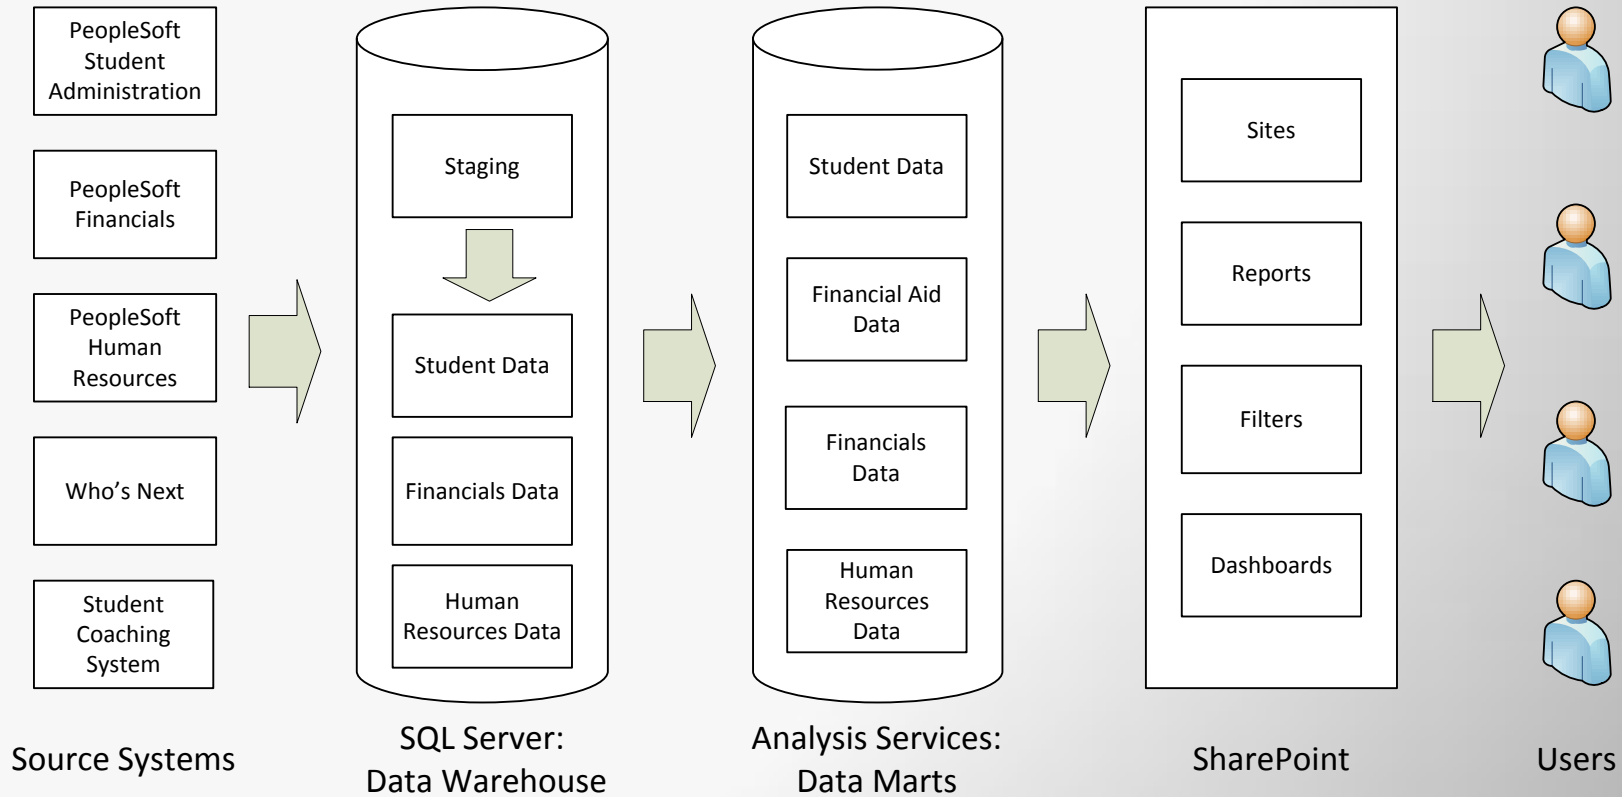 PeopleSoft
Student
Administration
PeopleSoft
Financials
PeopleSoft
Human
Resources
Who’s Next
Student
Coaching
System
Source Systems
Staging
Student Data
Financials Data
Human
Resources Data
SQL Server:
Data Warehouse
Student Data
Financial Aid
Data
Financials
Data
Human
Resources
Data
Analysis Services:
Data Marts
Sites
Reports
Filters
Dashboards
SharePoint
Users